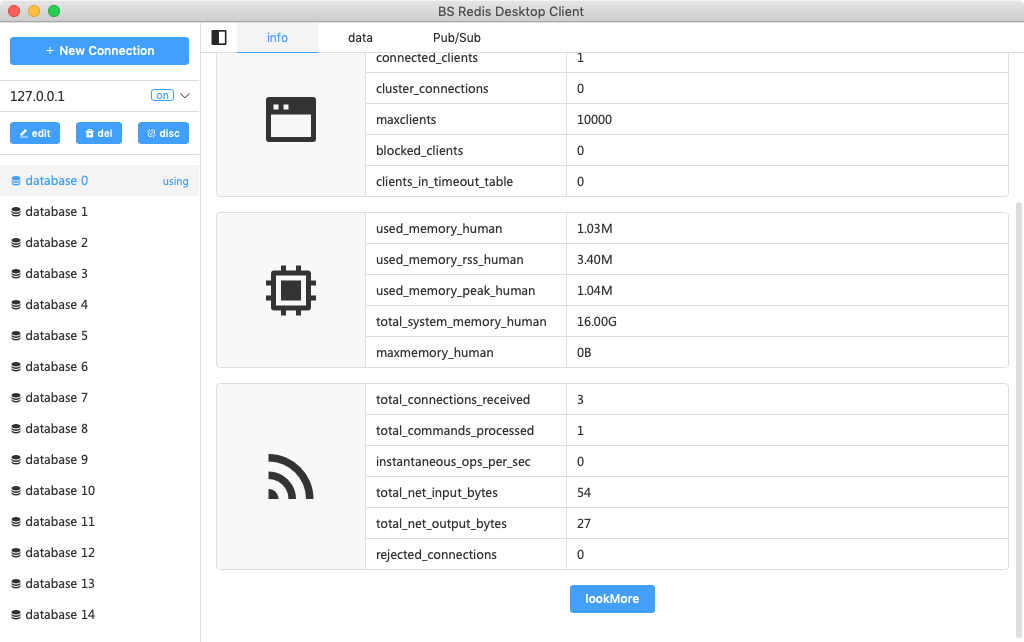 BS Redis Desktop Client
+ New Connection
127.0.0.1 on
edit del disc
database 0 using
database 1
database 2
database 3
database 4
database 5
database 6
database 7
database 8
database 9
database 10
database 11
database 12
database 13
database 14
info data Pub/Sub
connected_clients 1
cluster_connections 0
maxclients 10000
blocked_clients 0
clients_in_timeout_table 0
used_memory_human 1.03M
used_memory_rss_human 3.40M
used_memory_peak_human 1.04M
total_system_memory_human 16.00G
maxmemory_human 0B
total_connections_received 3
total_commands_processed 1
instantaneous_ops_per_sec 0
total_net_input_bytes 54
total_net_output_bytes 27
rejected_connections 0
lookMore